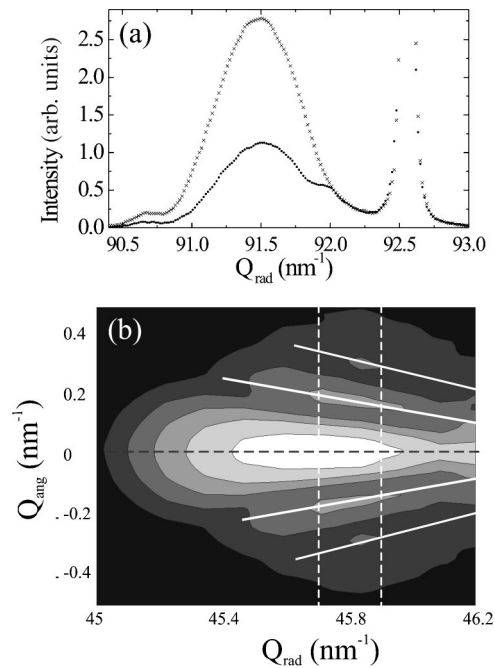 (a)
Intensity (arb. units)
2.5
2.0
1.5
1.0
0.5
0.0
90.5 91.0 91.5 92.0 92.5 93.0
Q_rad (nm^-1)
(b)
Q_ang (nm^-1)
0.4
0.2
0
-0.2
-0.4
45 45.4 45.8 46.2
Q_rad (nm^-1)